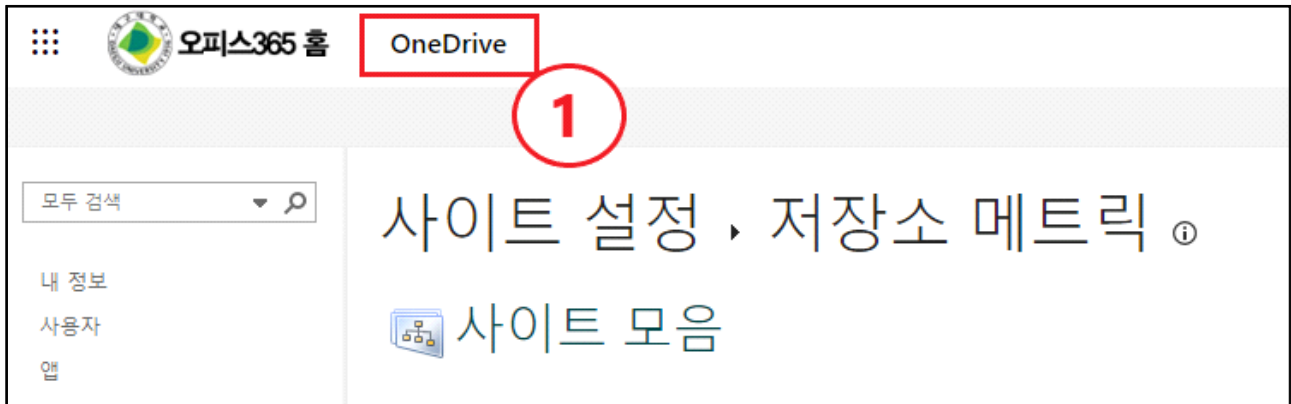 오피스365 홈 OneDrive
1
모두 검색
사이트 설정 저장소 메트릭
내 정보
사이트 모음
사용자
앱